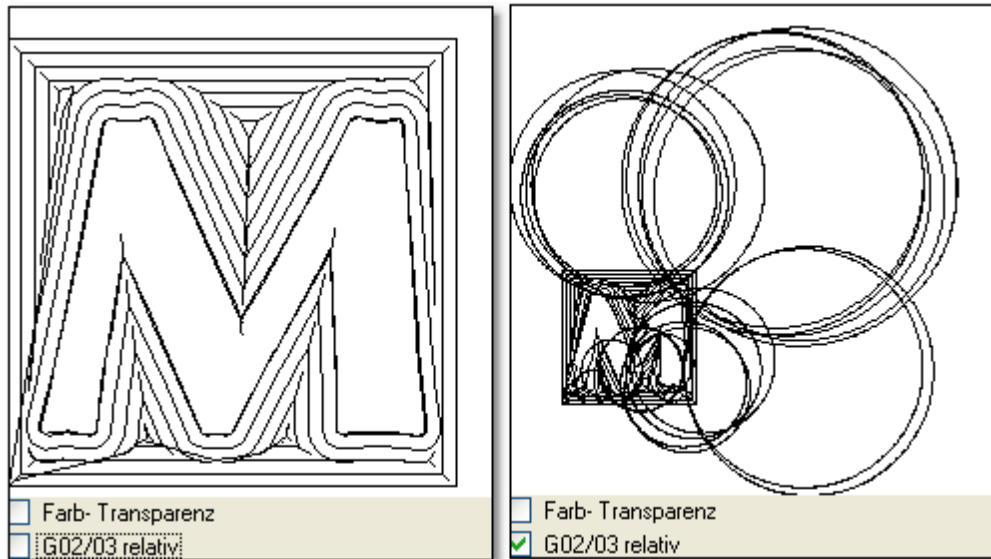 M
Farb- Transparenz
G02/03 relativ
M
Farb- Transparenz
G02/03 relativ